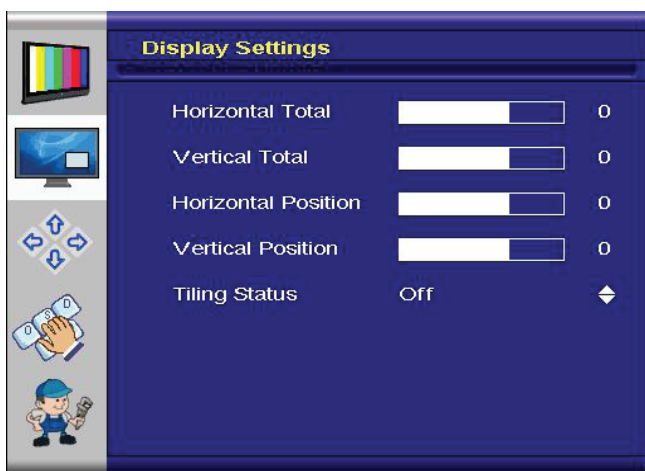 Display Settings
Horizontal Total 0
Vertical Total 0
Horizontal Position 0
Vertical Position 0
Tiling Status Off
O S D